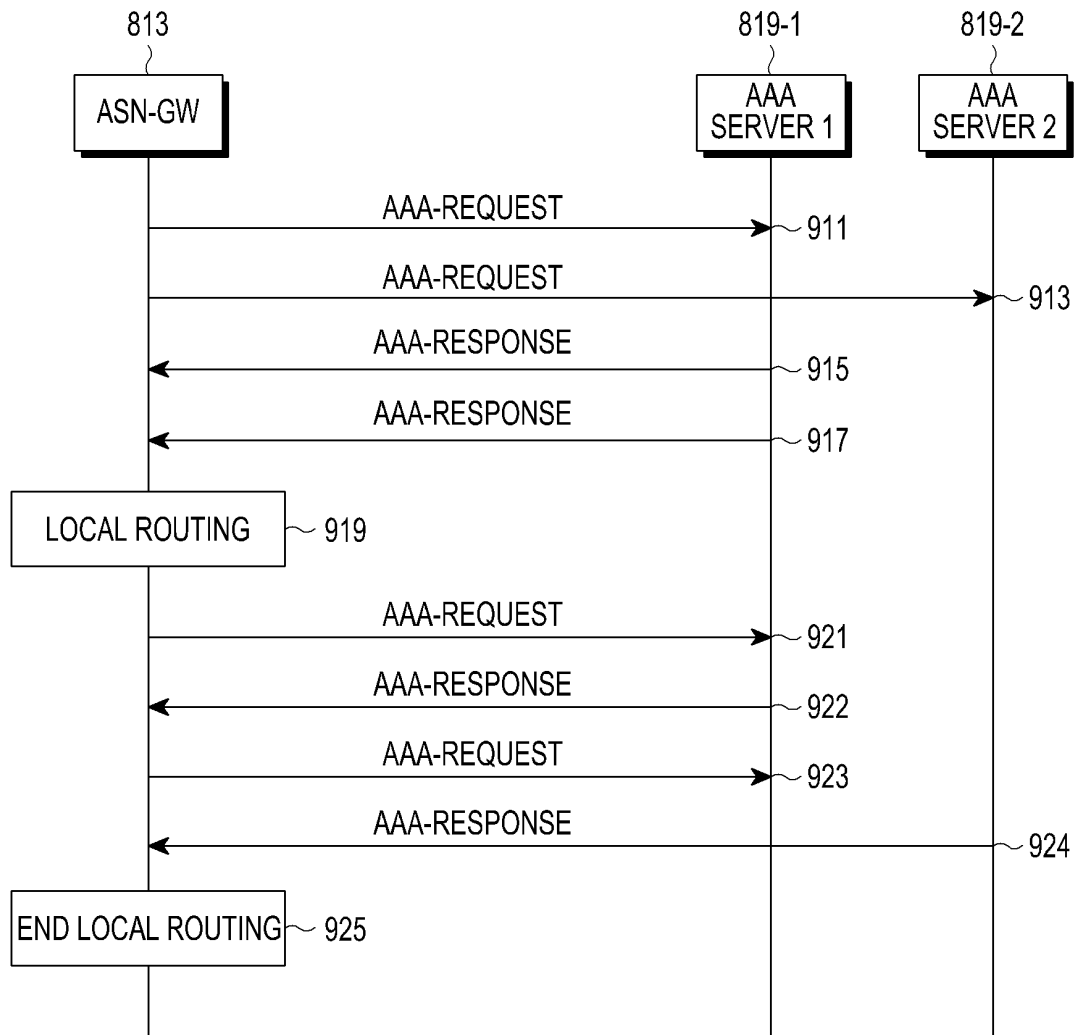 813 819-1 819-2
ASN-GW AAA SERVER 1 AAA SERVER 2
AAA-REQUEST 911
AAA-REQUEST 913
AAA-RESPONSE 915
AAA-RESPONSE 917
LOCAL ROUTING 919
AAA-REQUEST 921
AAA-RESPONSE 922
AAA-REQUEST 923
AAA-RESPONSE 924
END LOCAL ROUTING 925